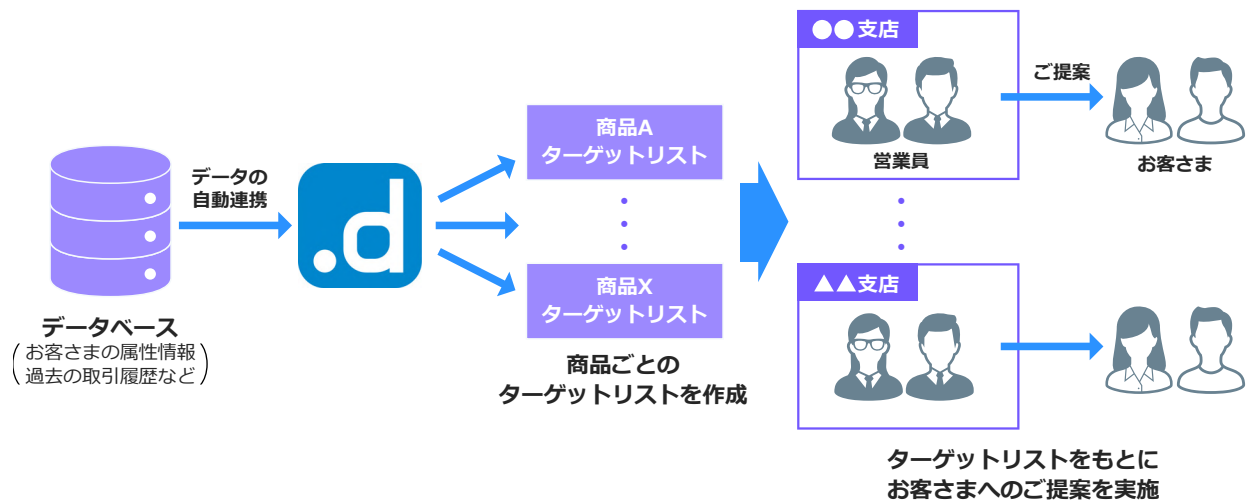 データベース
(お客さまの属性情報
過去の取引履歴など)
データの
自動連携
.d
商品A
ターゲットリスト
商品X
ターゲットリスト
商品ごとの
ターゲットリストを作成
●●支店
営業員
ご提案
お客さま
▲▲支店
ターゲットリストをもとに
お客さまへのご提案を実施